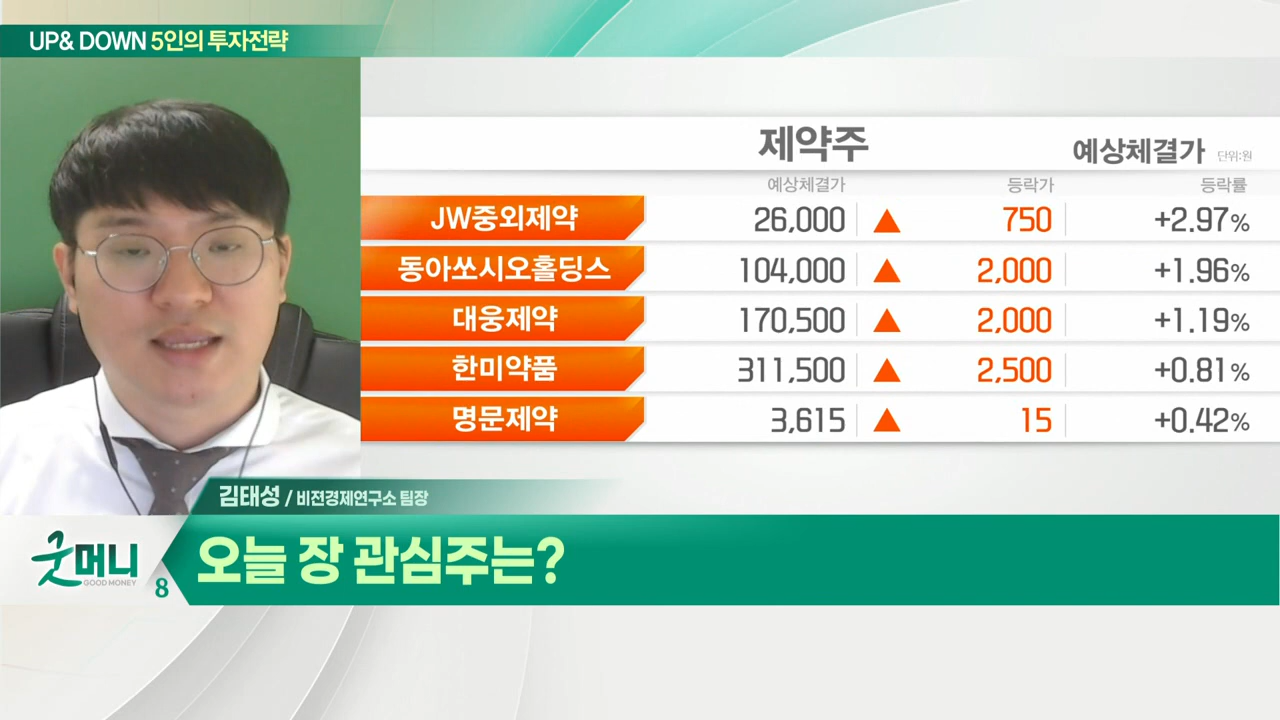 UP& DOWN 5인의 투자전략
제약주
예상체결가 단위:원
예상체결가 등락가 등락률
JW중외제약 26,000 ▲ 750 +2.97%
동아쏘시오홀딩스 104,000 ▲ 2,000 +1.96%
대웅제약 170,500 ▲ 2,000 +1.19%
한미약품 311,500 ▲ 2,500 +0.81%
명문제약 3,615 ▲ 15 +0.42%
김태성 / 비젼경제연구소 팀장
굿머니
GOOD MONEY
8
오늘 장 관심주는?